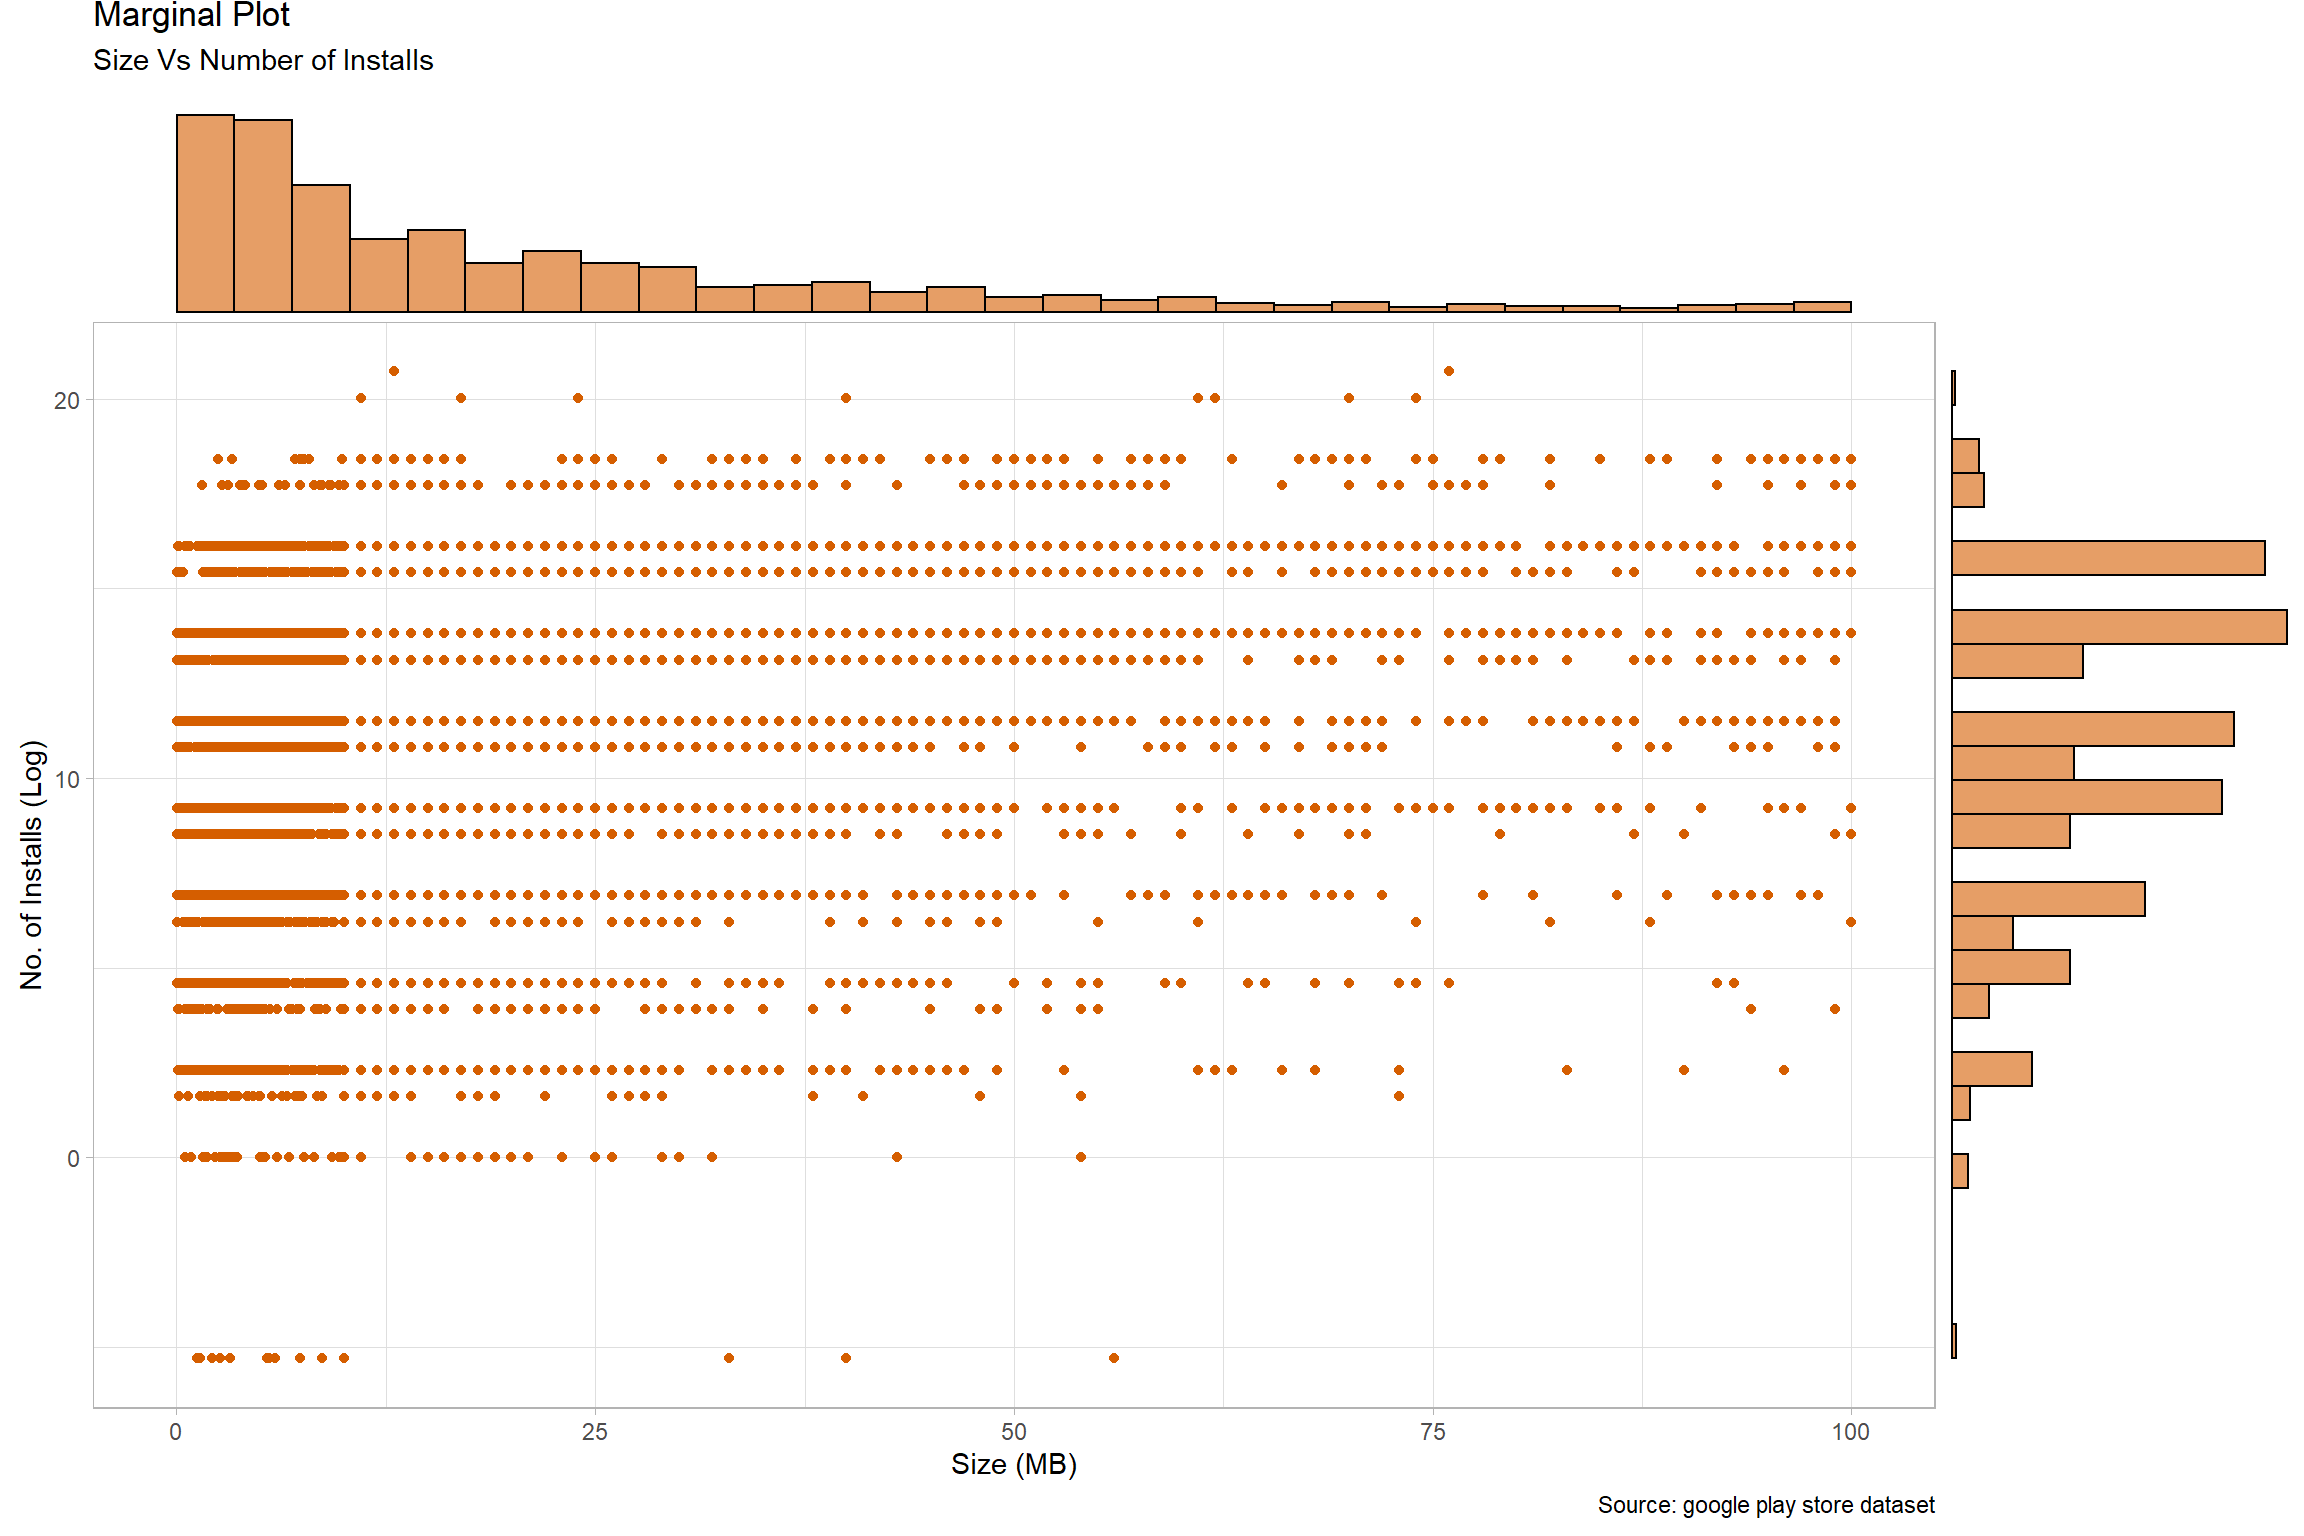 Marginal Plot
Size Vs Number of Installs
20
10
0
No. of Installs (Log)
0 25 50 75 100
Size (MB)
Source: google play store dataset